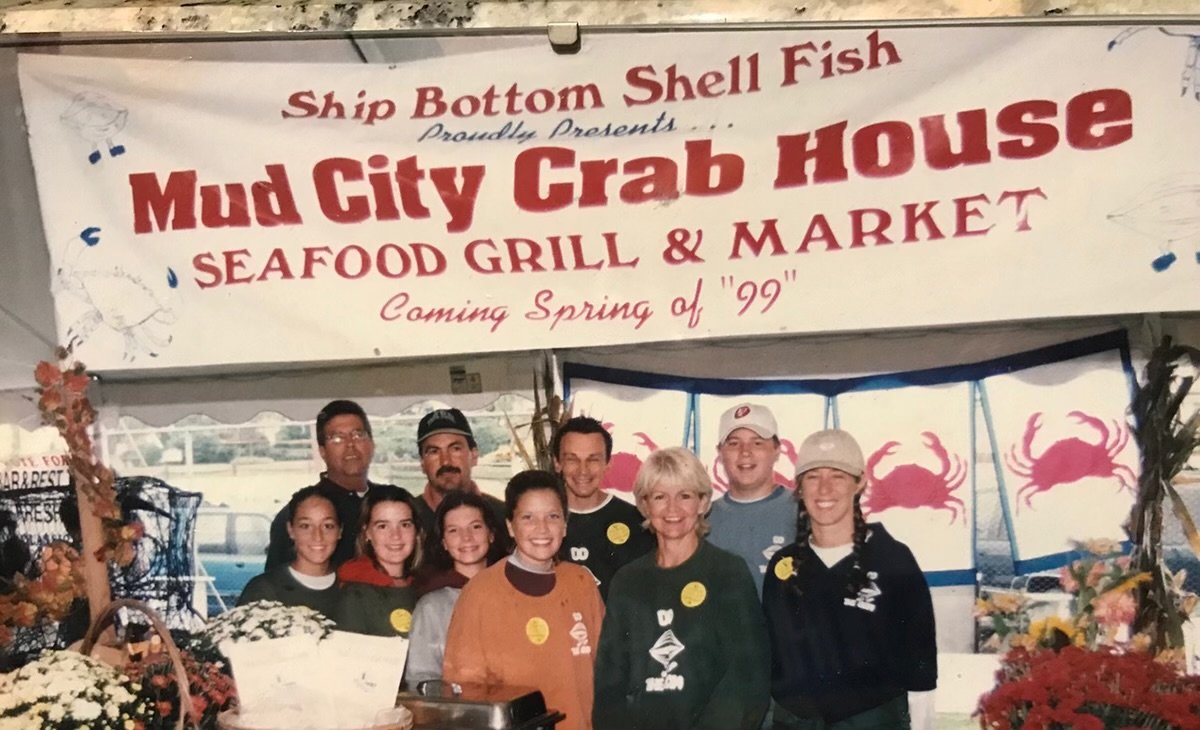 Ship Bottom Shell Fish
Proudly Presents...
Mud City Crab House
SEAFOOD GRILL & MARKET
Coming Spring of "99"